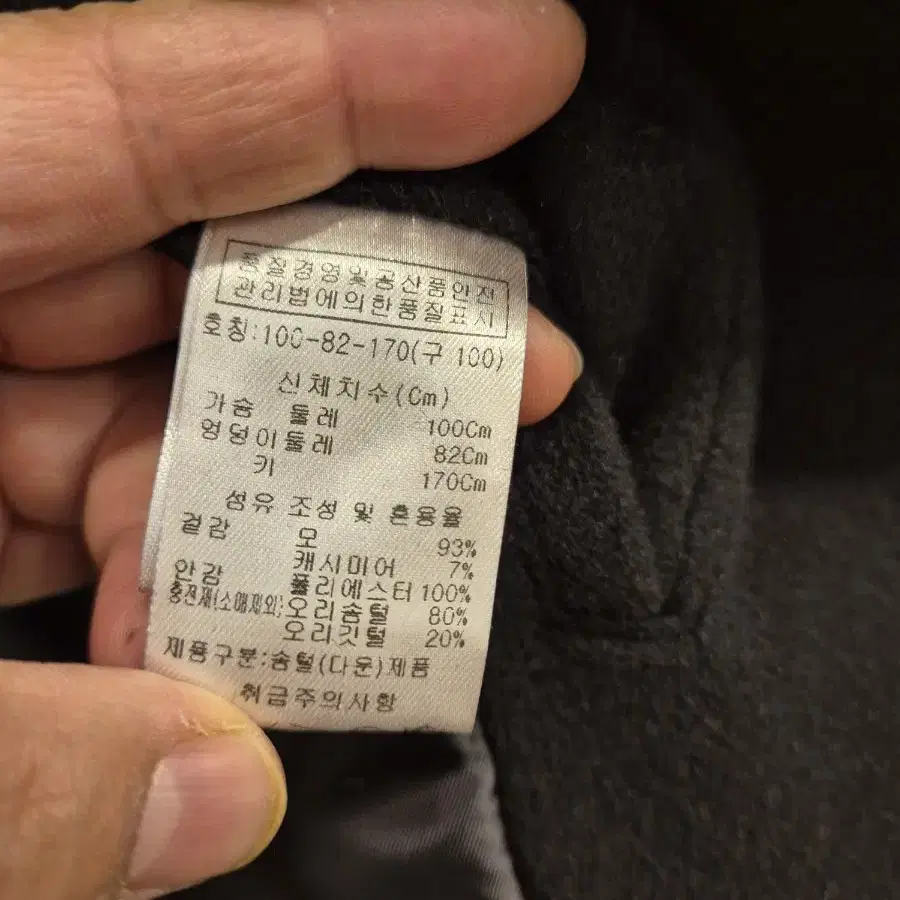 품질경영및공산품안전
관리법에의한품질표시
호칭:100-82-170(구 100)
신체치수(Cm)
가슴 둘레 100Cm
엉덩이둘레 82Cm
키 170Cm
섬유 조성 및 혼용율
겉감 모 93%
캐시미어 7%
안감 폴리에스터 100%
충전재(소매제외) 오리솜털 80%
오리깃털 20%
제품구분:솜털(다운)제품
취급주의사항